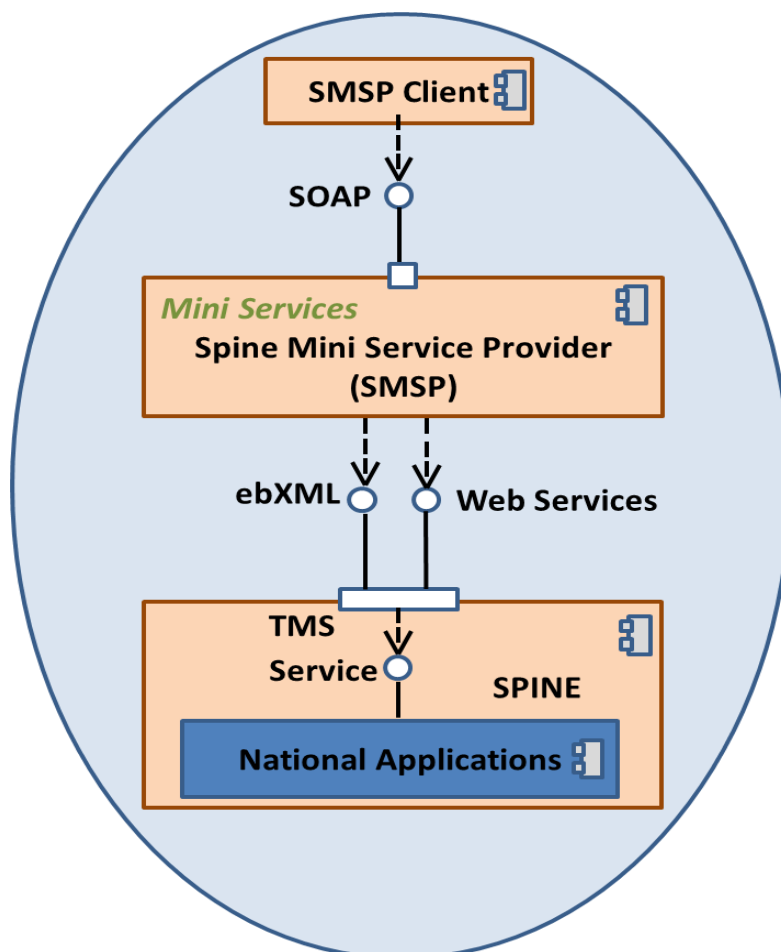 SMSP Client
SOAP
Mini Services
Spine Mini Service Provider
(SMSP)
ebXML
Web Services
TMS
Service
SPINE
National Applications